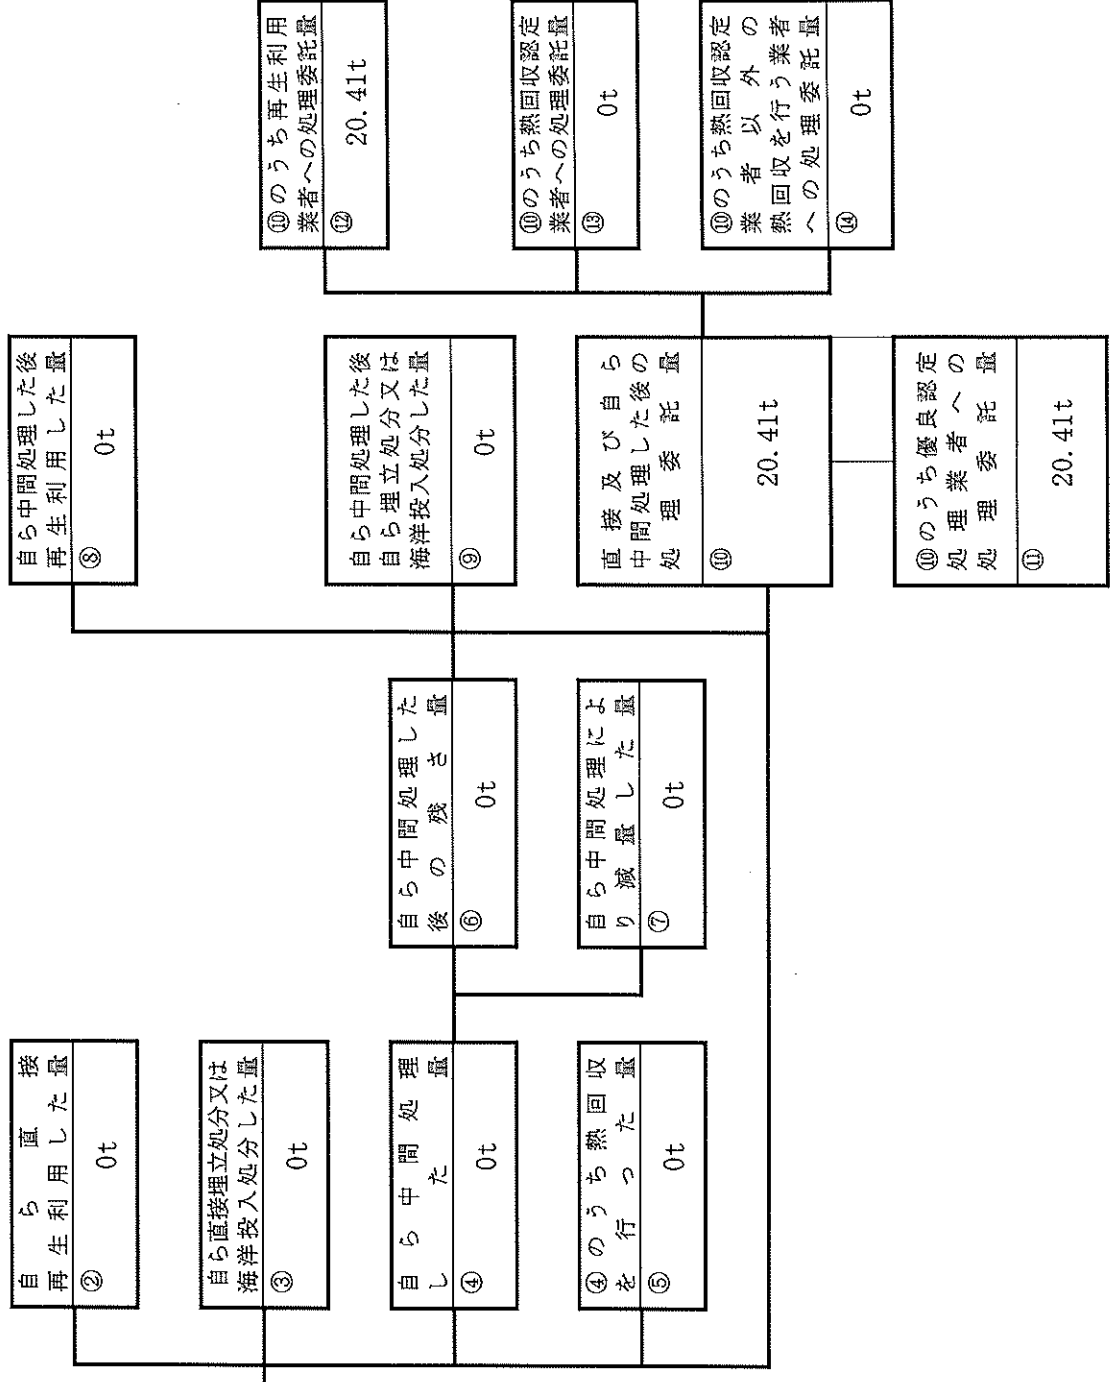 自ら直接
再生利用した量
②
0t
自ら直接埋立処分又は
海洋投入処分した量
③
0t
自ら中間処理
した量
④
0t
④のうち熱回収
を行った量
⑤
0t
自ら中間処理した
後の残さ量
⑥
0t
自ら中間処理によ
り減量した量
⑦
0t
自ら中間処理した後
再生利用した量
⑧
0t
自ら中間処理した後
自ら埋立処分又は
海洋投入処分した量
⑨
0t
直接及び自ら
中間処理した後の
処理委託量
⑩
20.41t
⑩のうち優良認定
処理業者への
処理委託量
⑪
20.41t
⑩のうち再生利用
業者への処理委託量
⑫
20.41t
⑩のうち熱回収認定
業者への処理委託量
⑬
0t
⑩のうち熱回収認定
業者以外の
熱回収を行う業者
への処理委託量
⑭
0t